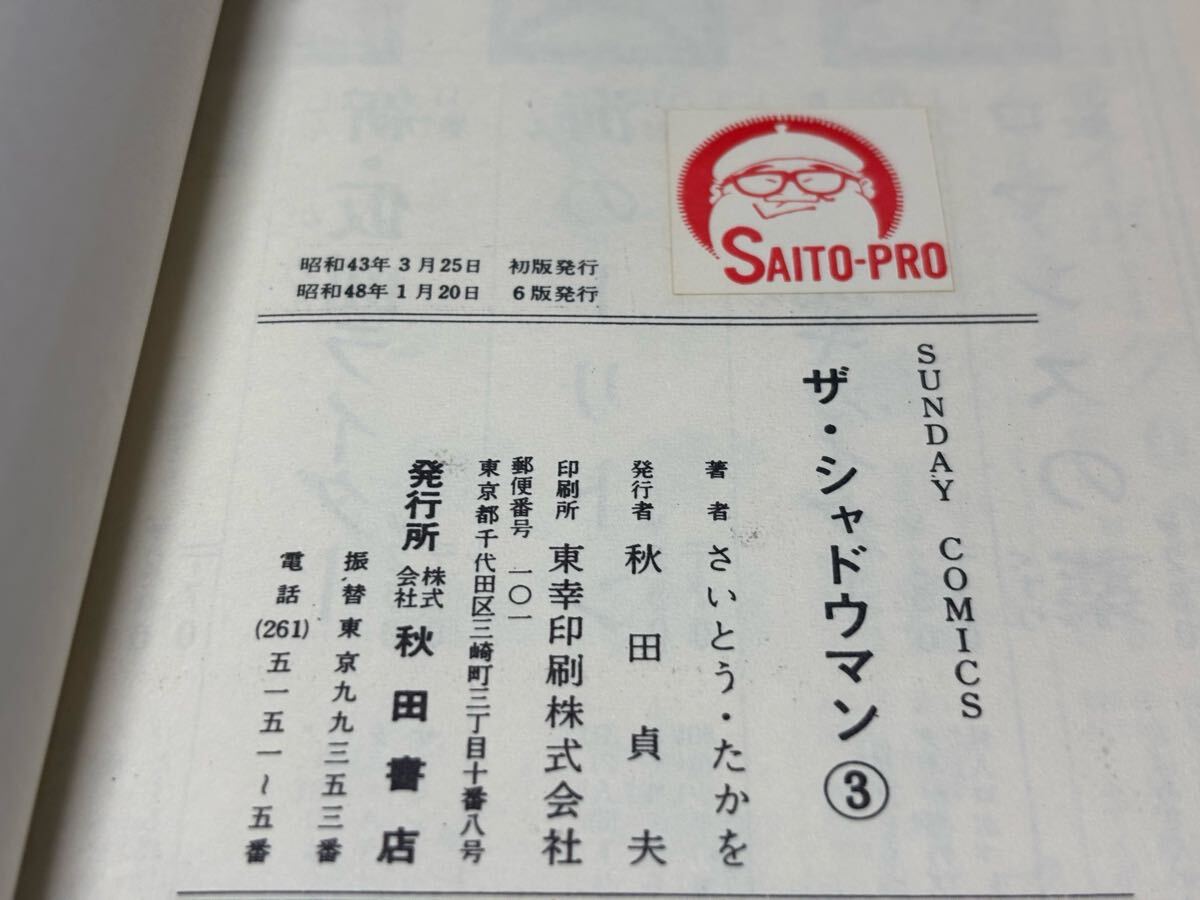 SAITO-PRO
昭和43年3月25日 初版発行
昭和48年1月20日 6版発行
SUNDAY COMICS
ザ・シャドウマン③
著者 さいとう・たかを
発行者 秋田貞夫
印刷所 東幸印刷株式会社
郵便番号 一〇一
東京都千代田区三崎町三丁目十番八号
発行所 株式会社 秋田書店
振替東京九九三五三番
電話(261)五一五一~五番